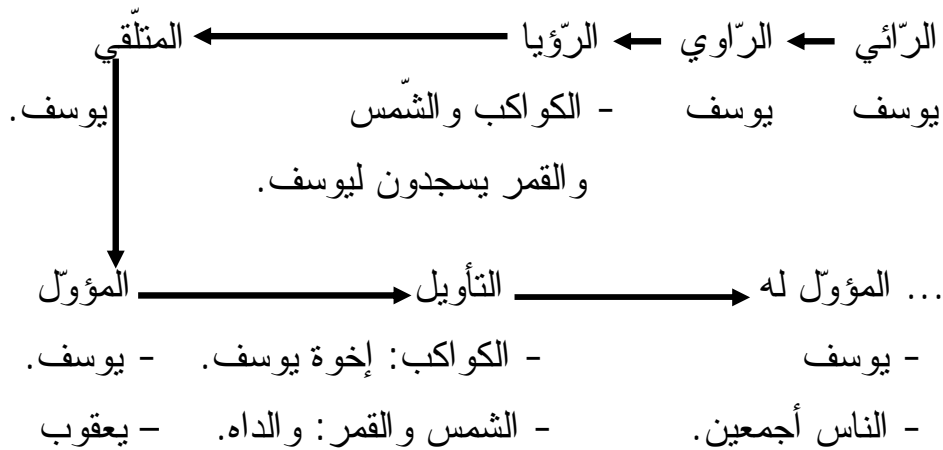 الرّائي الرّاوي الرّؤيا المتلّقي
يوسف يوسف - الكواكب والشّمس يوسف.
والقمر يسجدون ليوسف.
... المؤوّل له التأويل المؤوّل
- يوسف - الكواكب: إخوة يوسف. - يوسف.
- الناس أجمعين. - الشمس والقمر: والداه. – يعقوب